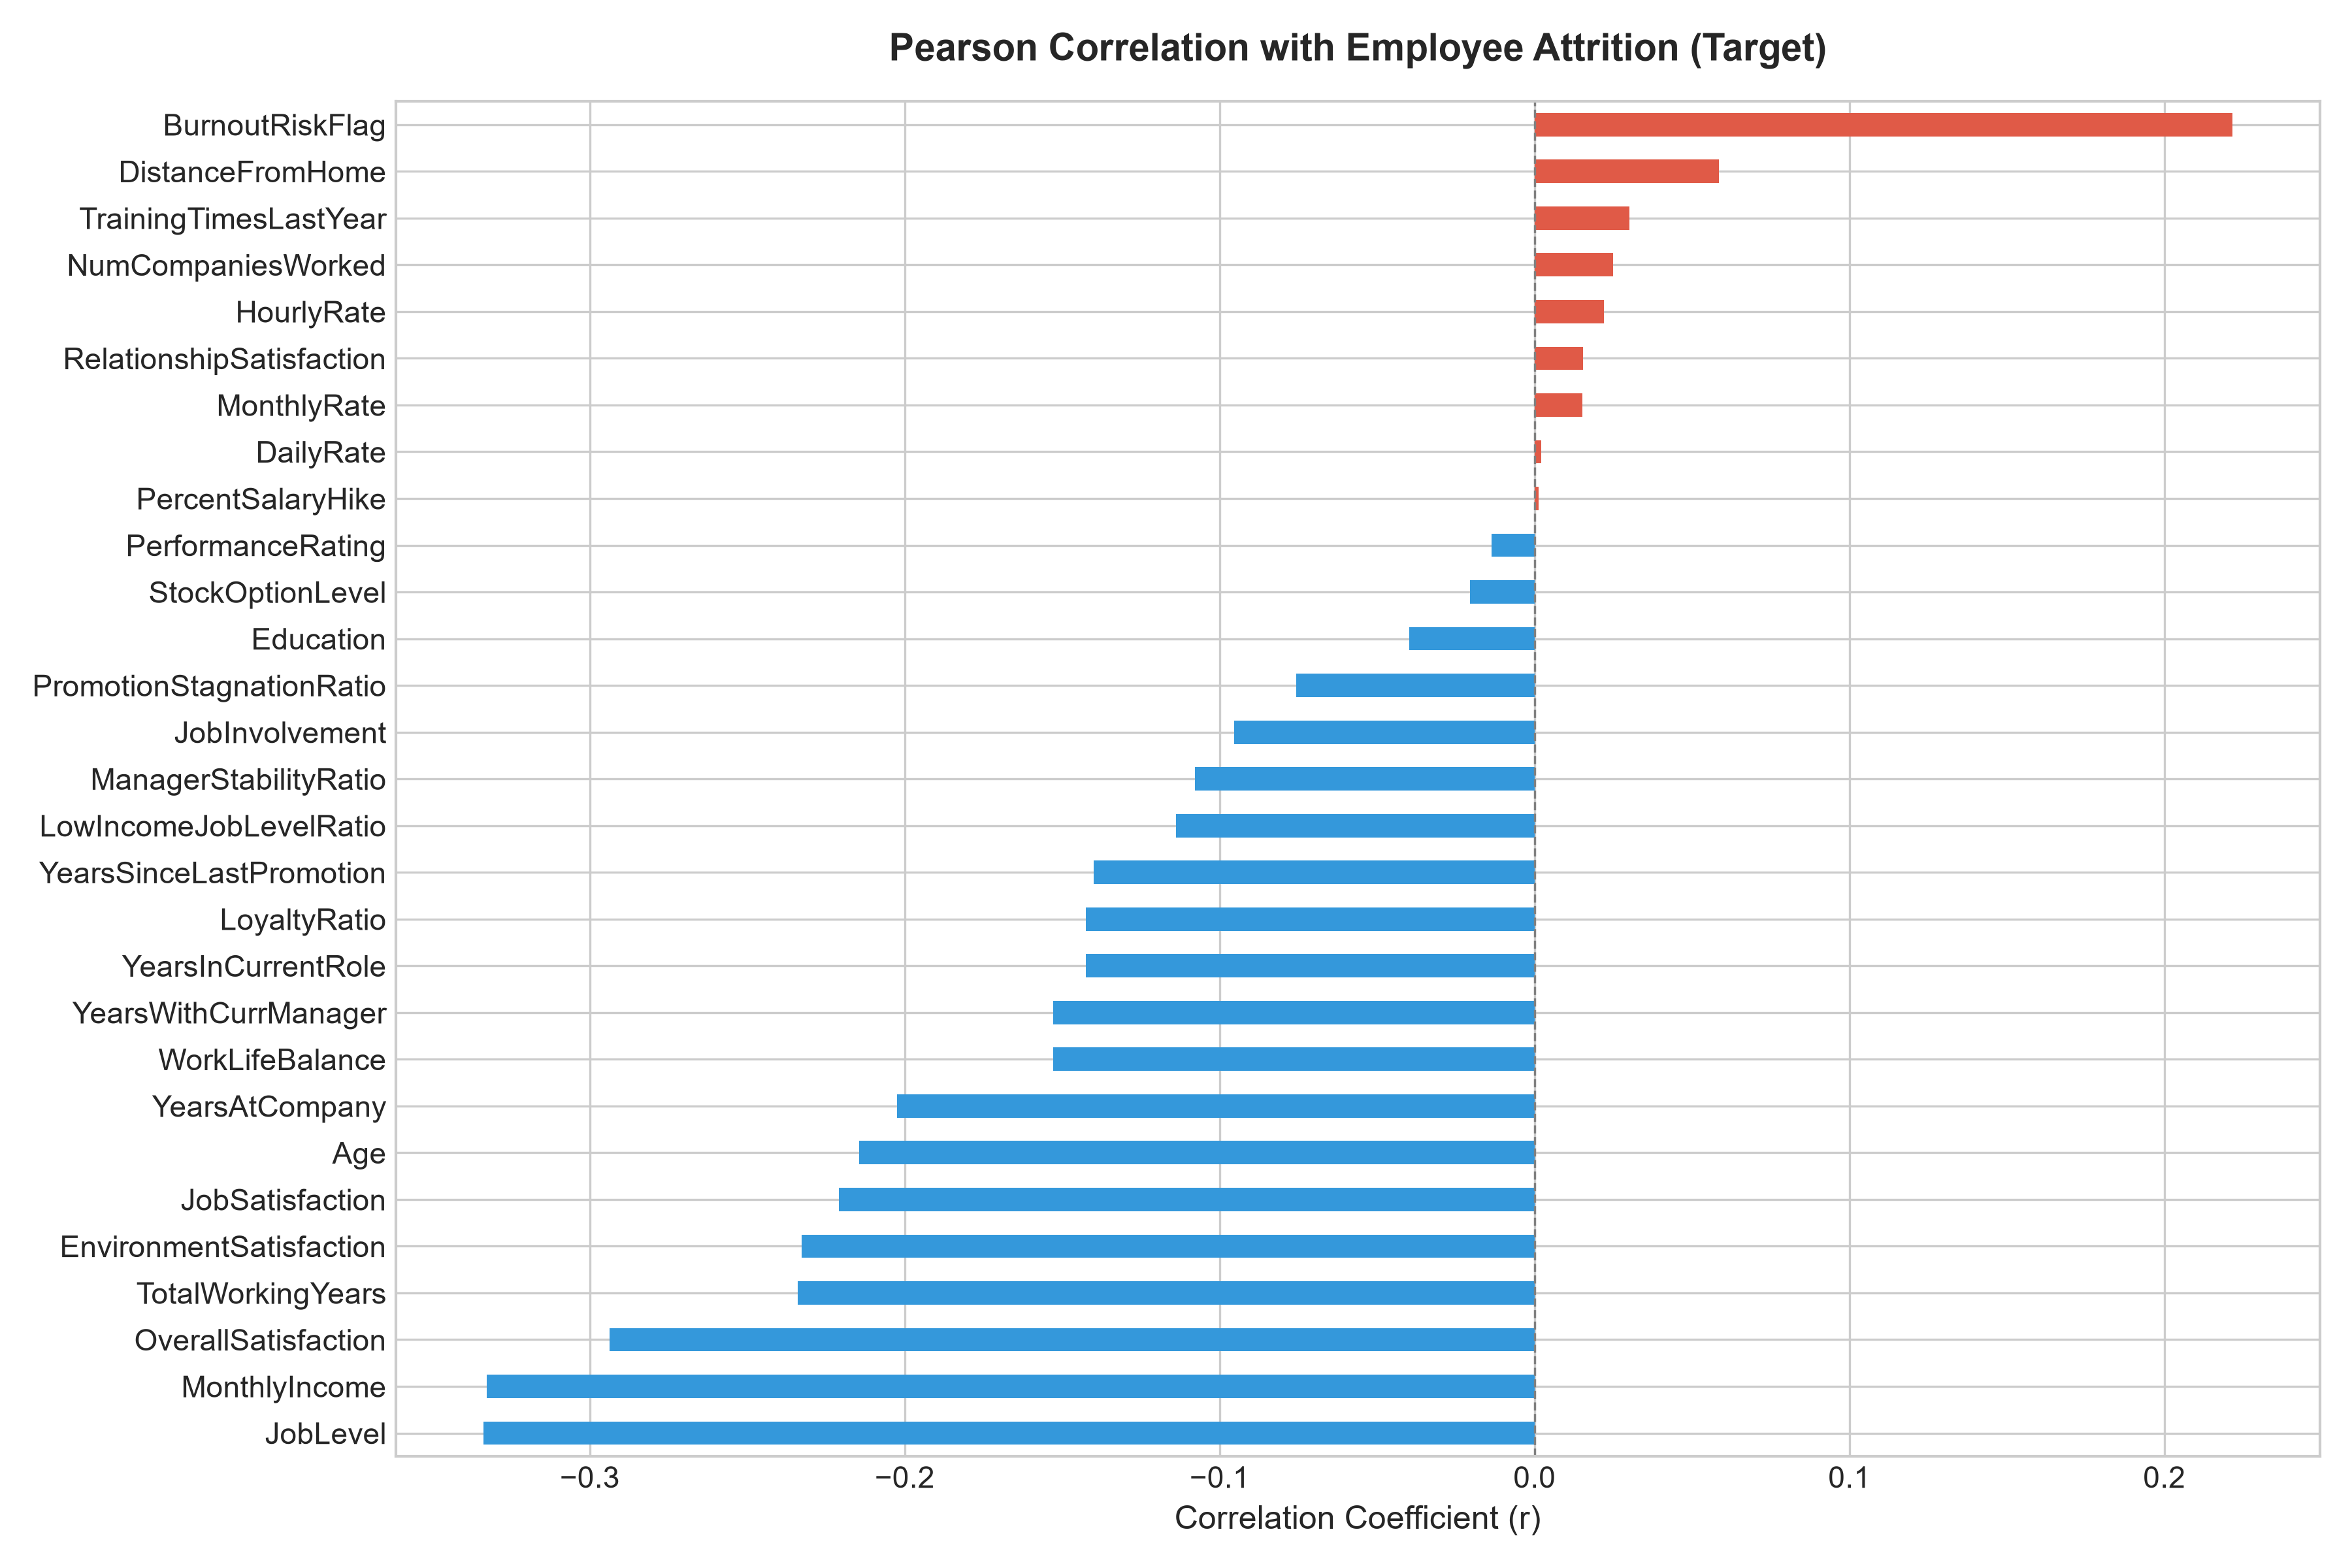 Pearson Correlation with Employee Attrition (Target)
BurnoutRiskFlag
DistanceFromHome
TrainingTimesLastYear
NumCompaniesWorked
HourlyRate
RelationshipSatisfaction
MonthlyRate
DailyRate
PercentSalaryHike
PerformanceRating
StockOptionLevel
Education
PromotionStagnationRatio
JobInvolvement
ManagerStabilityRatio
LowIncomeJobLevelRatio
YearsSinceLastPromotion
LoyaltyRatio
YearsInCurrentRole
YearsWithCurrManager
WorkLifeBalance
YearsAtCompany
Age
JobSatisfaction
EnvironmentSatisfaction
TotalWorkingYears
OverallSatisfaction
MonthlyIncome
JobLevel
−0.3 −0.2 −0.1 0.0 0.1 0.2
Correlation Coefficient (r)